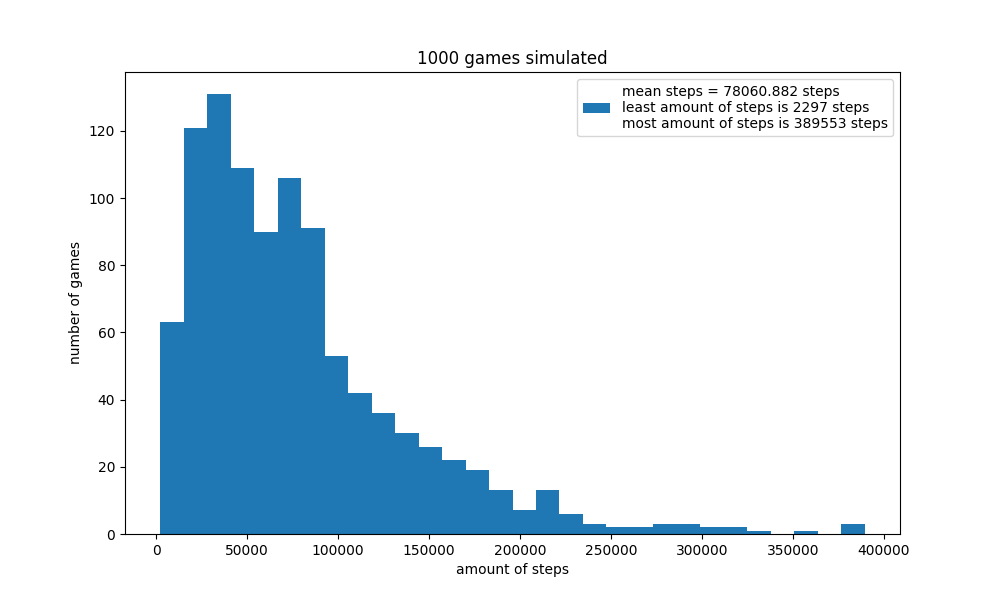 1000 games simulated
mean steps = 78060.882 steps
least amount of steps is 2297 steps
most amount of steps is 389553 steps
120
100
80
60
40
20
0
number of games
0 50000 100000 150000 200000 250000 300000 350000 400000
amount of steps